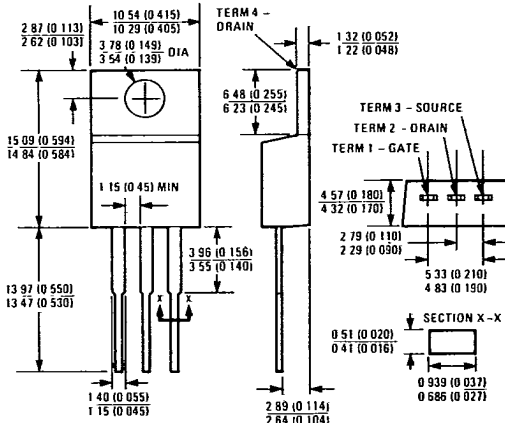 10 54 (0 415)
10 29 (0 405)
2 87 (0 113)
2 62 (0 103)
3 78 (0 149)
3 54 (0 139) DIA
TERM 4 -
DRAIN
1 32 (0 052)
1 22 (0 048)
6 48 (0 255)
6 23 (0 245)
TERM 3 - SOURCE
TERM 2 - DRAIN
TERM 1 - GATE
15 09 (0 594)
14 84 (0 584)
1 15 (0 45) MIN
4 57 (0 180)
4 32 (0 170)
2 79 (0 110)
2 29 (0 090)
5 33 (0 210)
4 83 (0 190)
3 96 (0 156)
3 55 (0 140)
13 97 (0 550)
13 47 (0 530)
X X
SECTION X-X
0 51 (0 020)
0 41 (0 016)
0 939 (0 037)
0 686 (0 027)
1 40 (0 055)
1 15 (0 045)
2 89 (0 114)
2 64 (0 104)